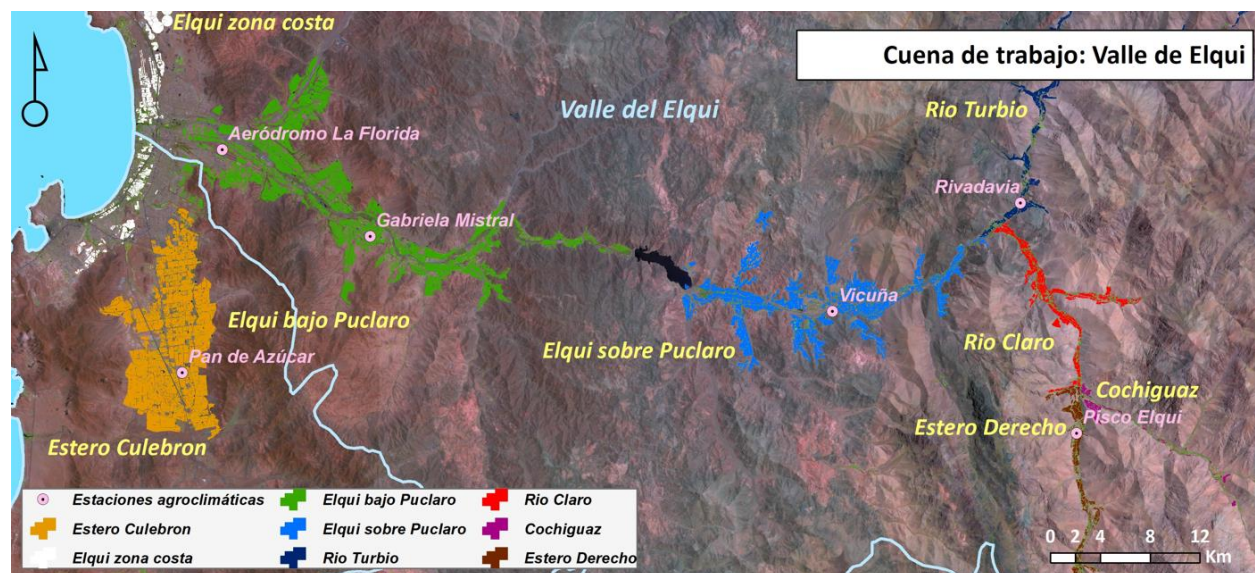 Elqui zona costa
Cuena de trabajo: Valle de Elqui
Valle del Elqui
Rio Turbio
Aeródromo La Florida
Rivadavia
Gabriela Mistral
Vicuña
Elqui bajo Puclaro
Elqui sobre Puclaro
Rio Claro
Pan de Azúcar
Cochiguaz
Pisco Elqui
Estero Derecho
Estero Culebron
Estaciones agroclimáticas
Elqui bajo Puclaro
Rio Claro
Estero Culebron
Elqui sobre Puclaro
Cochiguaz
Elqui zona costa
Rio Turbio
Estero Derecho
0 2 4 8 12
Km